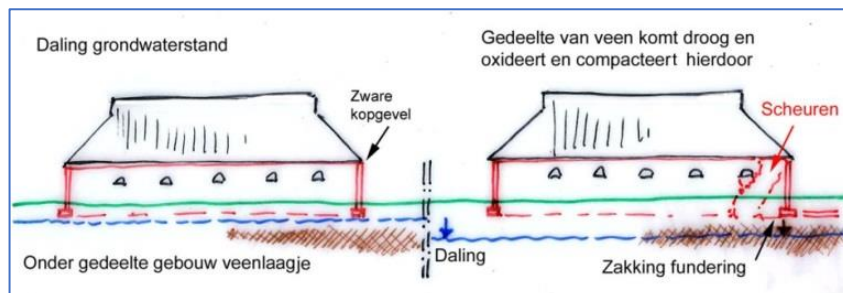 Daling grondwaterstand
Zware
kopgevel
Onder gedeelte gebouw veenlaagje
Gedeelte van veen komt droog en
oxideert en compacteert hierdoor
Scheuren
Daling
Zakking fundering